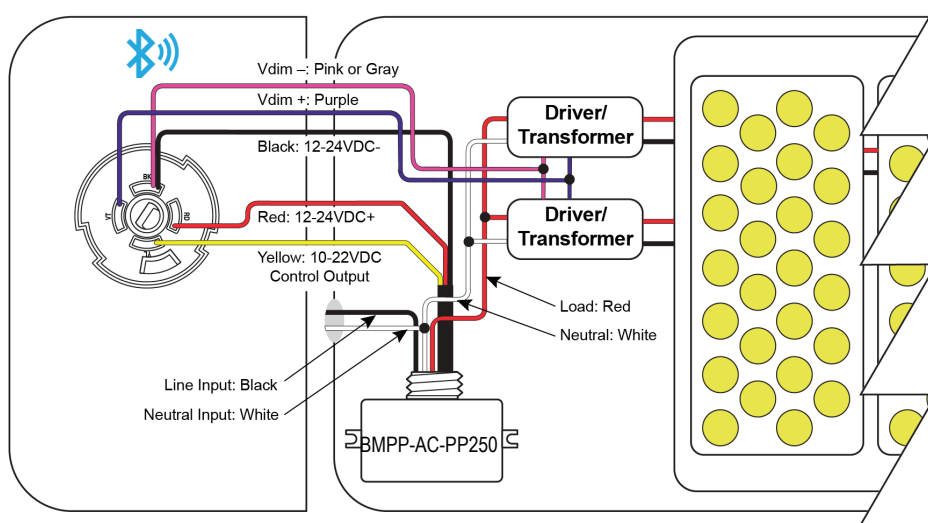 Vdim –: Pink or Gray
Vdim +: Purple
Black: 12-24VDC-
BK
VT
RD
YL
Red: 12-24VDC+
Yellow: 10-22VDC
Control Output
Driver/
Transformer
Driver/
Transformer
Load: Red
Neutral: White
Line Input: Black
Neutral Input: White
BMPP-AC-PP250